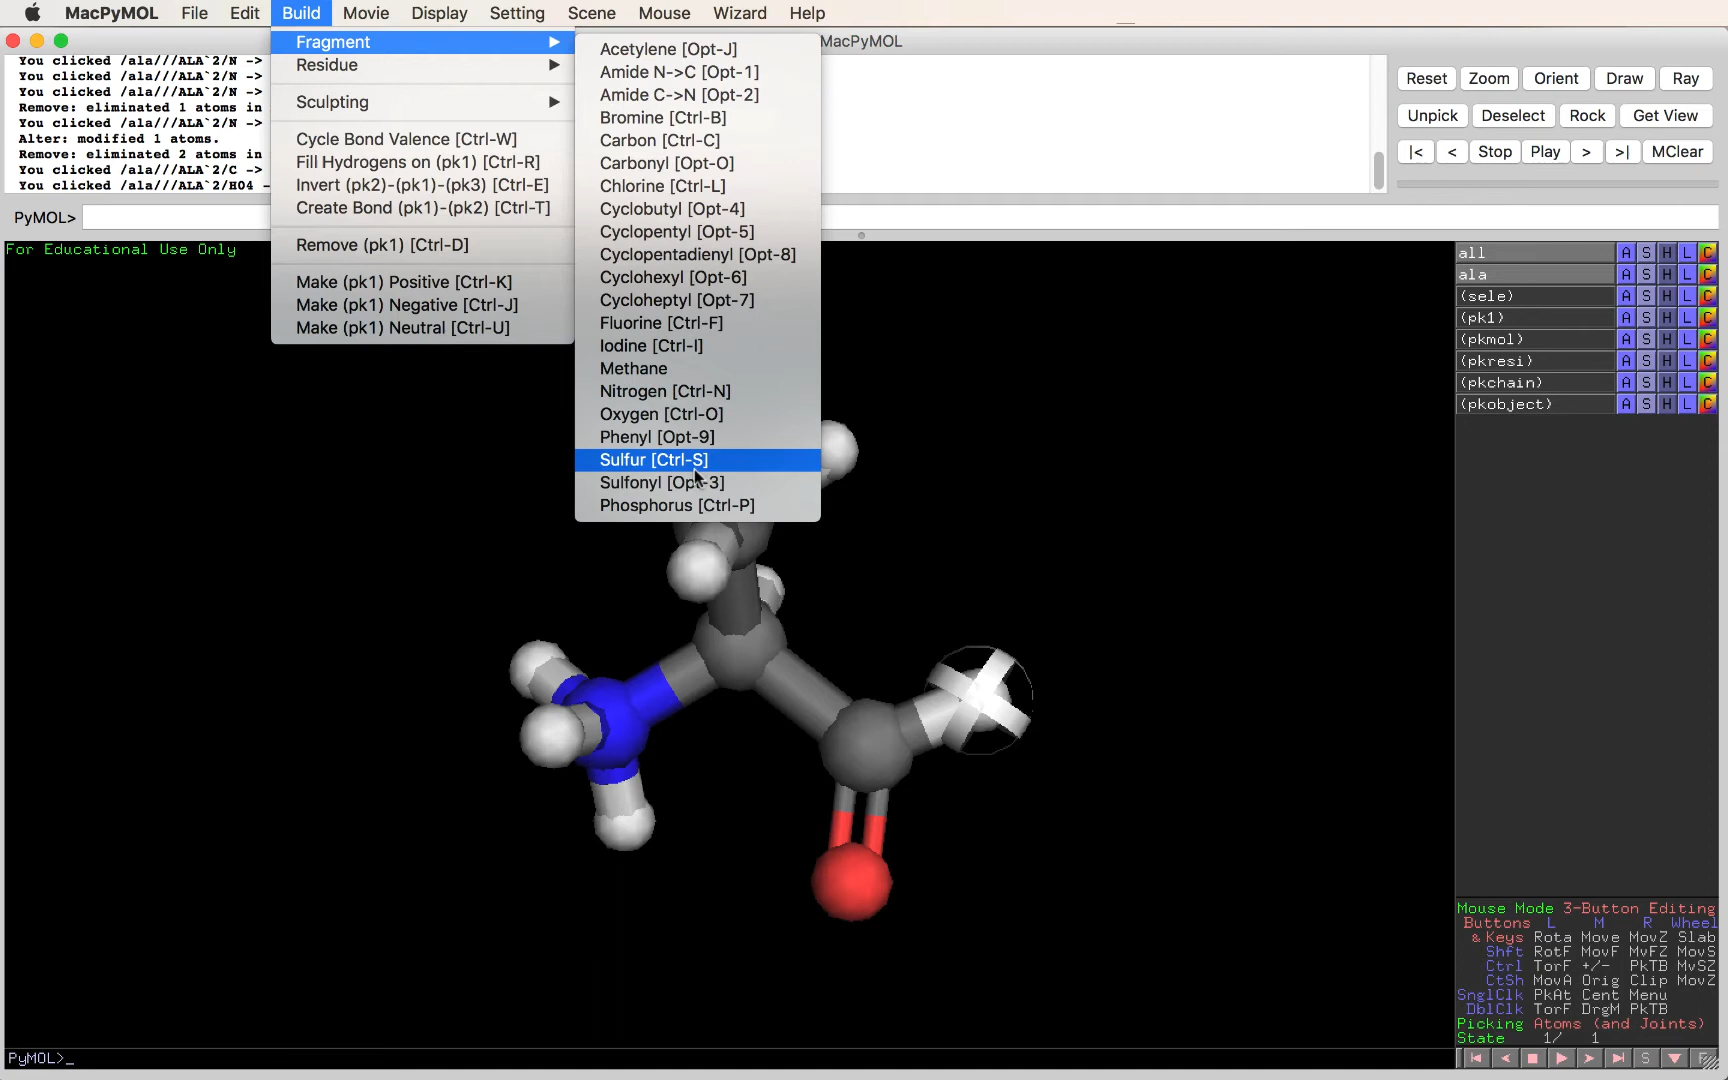 MacPyMOL File Edit Build Movie Display Setting Scene Mouse Wizard Help
MacPyMOL
You clicked /ala///ALA`2/N ->
You clicked /ala///ALA`2/N ->
You clicked /ala///ALA`2/N ->
Remove: eliminated 1 atoms in
You clicked /ala///ALA`2/N ->
Alter: modified 1 atoms.
Remove: eliminated 2 atoms in
You clicked /ala///ALA`2/C ->
You clicked /ala///ALA`2/H04 -
PyMOL>
For Educational Use Only
Fragment
Residue
Sculpting
Cycle Bond Valence [Ctrl-W]
Fill Hydrogens on (pk1) [Ctrl-R]
Invert (pk2)-(pk1)-(pk3) [Ctrl-E]
Create Bond (pk1)-(pk2) [Ctrl-T]
Remove (pk1) [Ctrl-D]
Make (pk1) Positive [Ctrl-K]
Make (pk1) Negative [Ctrl-J]
Make (pk1) Neutral [Ctrl-U]
Acetylene [Opt-J]
Amide N->C [Opt-1]
Amide C->N [Opt-2]
Bromine [Ctrl-B]
Carbon [Ctrl-C]
Carbonyl [Opt-O]
Chlorine [Ctrl-L]
Cyclobutyl [Opt-4]
Cyclopentyl [Opt-5]
Cyclopentadienyl [Opt-8]
Cyclohexyl [Opt-6]
Cycloheptyl [Opt-7]
Fluorine [Ctrl-F]
Iodine [Ctrl-I]
Methane
Nitrogen [Ctrl-N]
Oxygen [Ctrl-O]
Phenyl [Opt-9]
Sulfur [Ctrl-S]
Sulfonyl [Opt-3]
Phosphorus [Ctrl-P]
Reset Zoom Orient Draw Ray
Unpick Deselect Rock Get View
|< < Stop Play > >| MClear
all A S H L C
ala A S H L C
(sele) A S H L C
(pk1) A S H L C
(pkmol) A S H L C
(pkresi) A S H L C
(pkchain) A S H L C
(pkobject) A S H L C
Mouse Mode 3-Button Editing
Buttons L M R Wheel
& Keys Rota Move MovZ Slab
Shft RotF MovF MvFZ MovS
Ctrl TorF +/- PkTB MvSZ
CtSh MovA Orig Clip MovZ
SnglClk PkAt Cent Menu
DblClk TorF DrgM PkTB
Picking Atoms (and Joints)
State 1/ 1
PyMOL>_
S
F